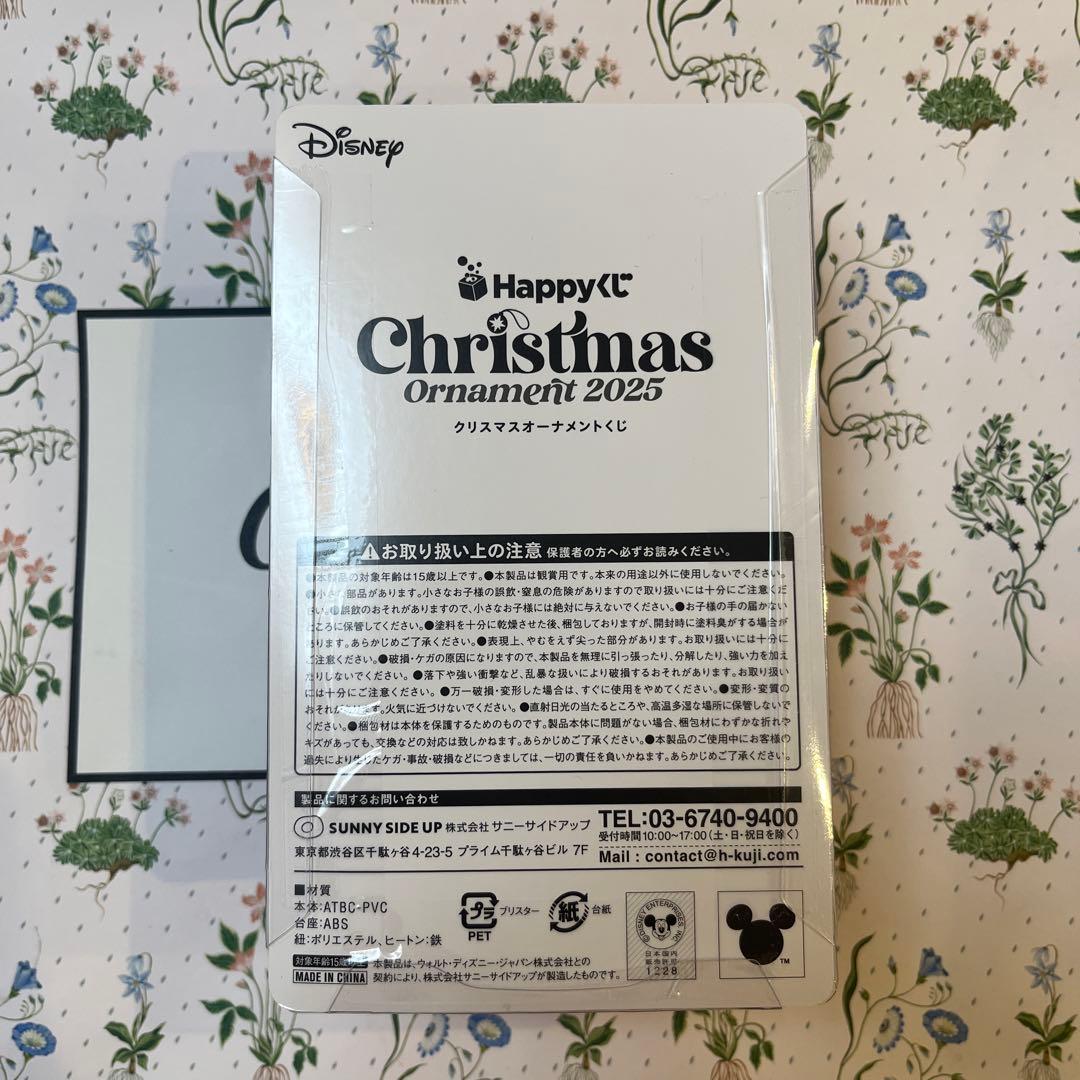 Disney
Happyくじ
Christmas
Ornament 2025
クリスマスオーナメントくじ
お取り扱い上の注意 保護者の方へ必ずお読みください。
●本製品の対象年齢は15歳以上です。●本製品は観賞用です。本来の用途以外に使用しないでください。
●小さな部品があります。小さなお子様の誤飲・窒息の危険がありますので取り扱いには十分にご注意くださ
い。●誤飲のおそれがありますので、小さなお子様には絶対に与えないでください。●お子様の手の届かない
ところに保管してください。●塗料を十分に乾燥させた後、梱包しておりますが、開封時に塗料臭がする場合が
あります。あらかじめご了承ください。●表現上、やむをえず尖った部分があります。お取り扱いには十分に
ご注意ください。●破損・ケガの原因になりますので、本製品を無理に引っ張ったり、分解したり、強い力を加え
たりしないでください。●落下や強い衝撃など、乱暴な扱いにより破損するおそれがあります。お取り扱い
には十分にご注意ください。●万一破損・変形した場合は、すぐに使用をやめてください。●変形・変質の
おそれ 火気に近づけないでください。●直射日光の当たるところや、高温多湿な場所に保管しないで
ください。●梱包材は本体を保護するためのものです。製品本体に問題がない場合、梱包材にわずかな折れや
キズがあっても、交換などの対応は致しかねます。あらかじめご了承ください。●本製品のご使用中にお客様の
過失により生じたケガ・事故・破損などにつきましては、一切の責任を負いかねます。あらかじめご了承ください。
製品に関するお問い合わせ
SUNNY SIDE UP 株式会社 サニーサイドアップ
東京都渋谷区千駄ヶ谷4-23-5 プライム千駄ヶ谷ビル 7F
TEL:03-6740-9400
受付時間10:00~17:00(土・日・祝日を除く)
Mail : contact@h-kuji.com
■材質
本体:ATBC-PVC
台座:ABS
紐:ポリエステル、ヒートン:鉄
プラ ブリスター
PET
紙 台紙
©DISNEY ENTERPRISES, INC.
日本国内
販売許諾
1228
TM
対象年齢15歳以上
MADE IN CHINA
本製品は、ウォルト・ディズニー・ジャパン株式会社との
契約により、株式会社サニーサイドアップが製造したものです。